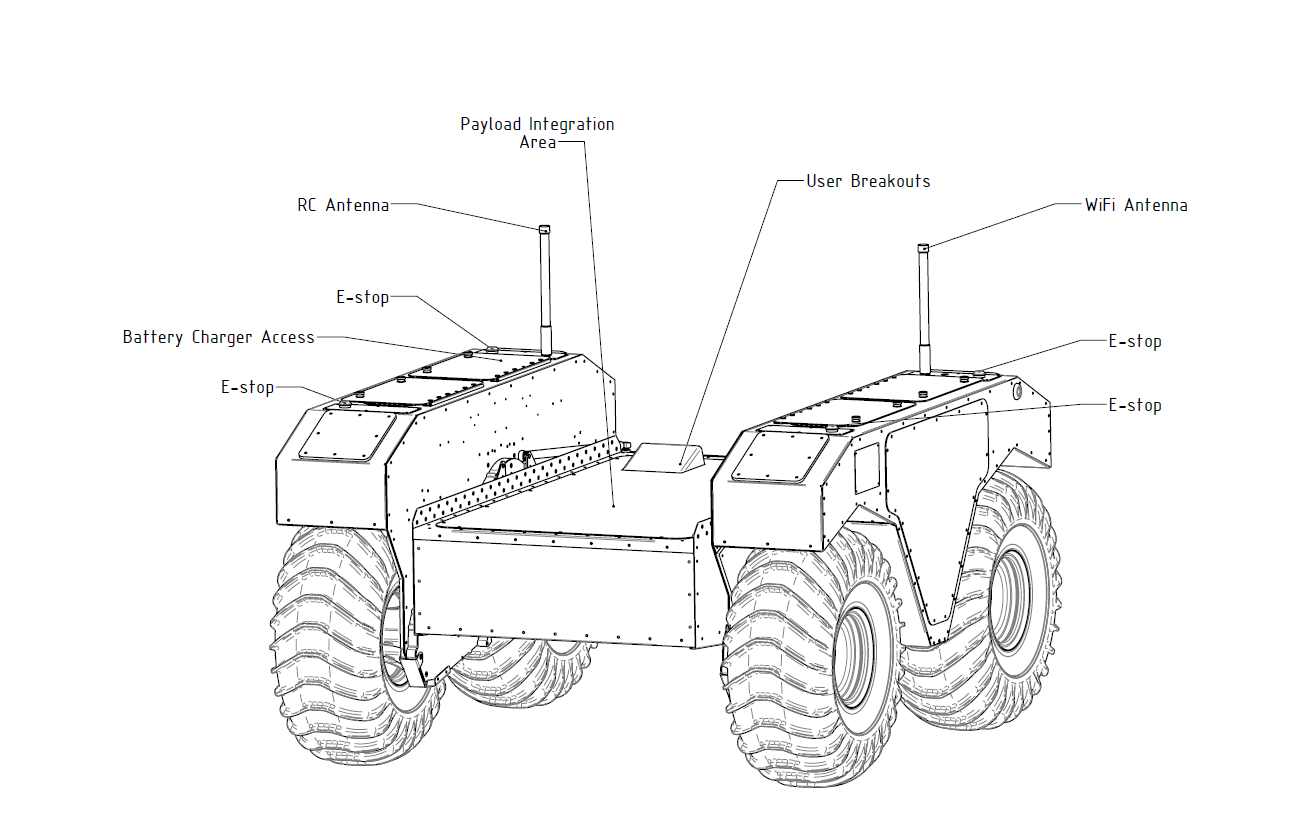 Payload Integration
Area
User Breakouts
RC Antenna
WiFi Antenna
E-stop
Battery Charger Access
E-stop
E-stop
E-stop